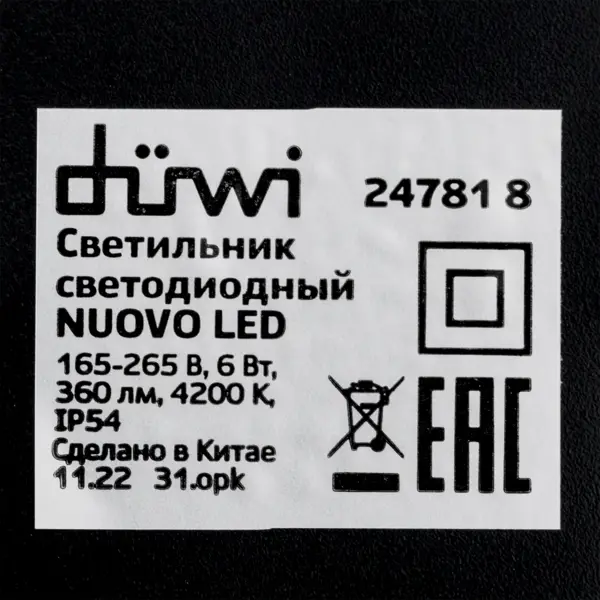 düwi
24781 8
Светильник
светодиодный
NUOVO LED
165-265 В, 6 Вт,
360 лм, 4200 К,
IP54
Сделано в Китае
11.22 31.opk
EAC